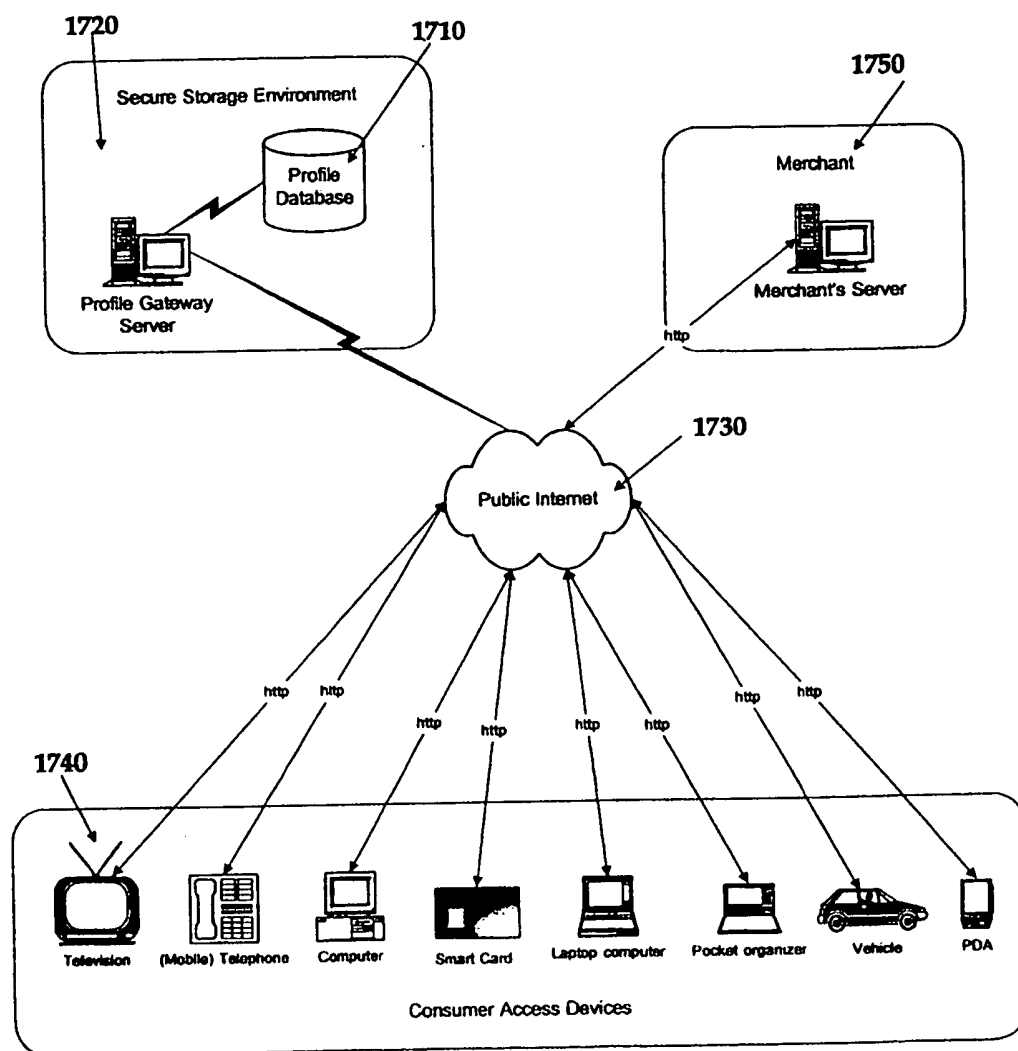 1720
1710
1750
Secure Storage Environment
Profile
Database
Profile Gateway
Server
Merchant
Merchant's Server
http
1730
Public Internet
http
http
http
http
http
http
http
http
1740
Television
(Mobile) Telephone
Computer
Smart Card
Laptop computer
Pocket organizer
Vehicle
PDA
Consumer Access Devices